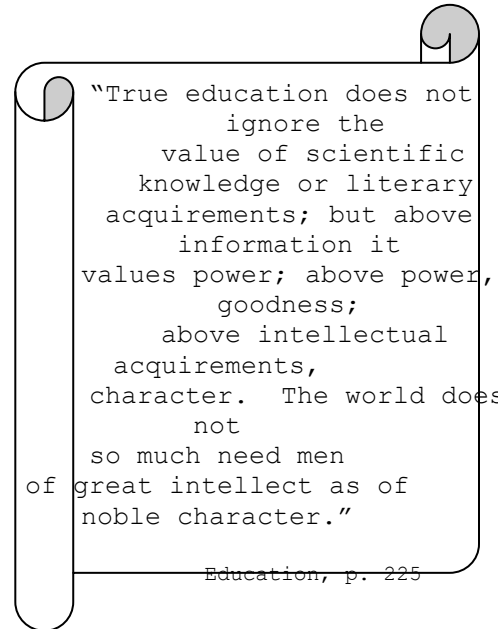 “True education does not
ignore the
value of scientific
knowledge or literary
acquirements; but above
information it
values power; above power,
goodness;
above intellectual
acquirements,
character.  The world does
not
so much need men
of great intellect as of
noble character.”
Education, p. 225